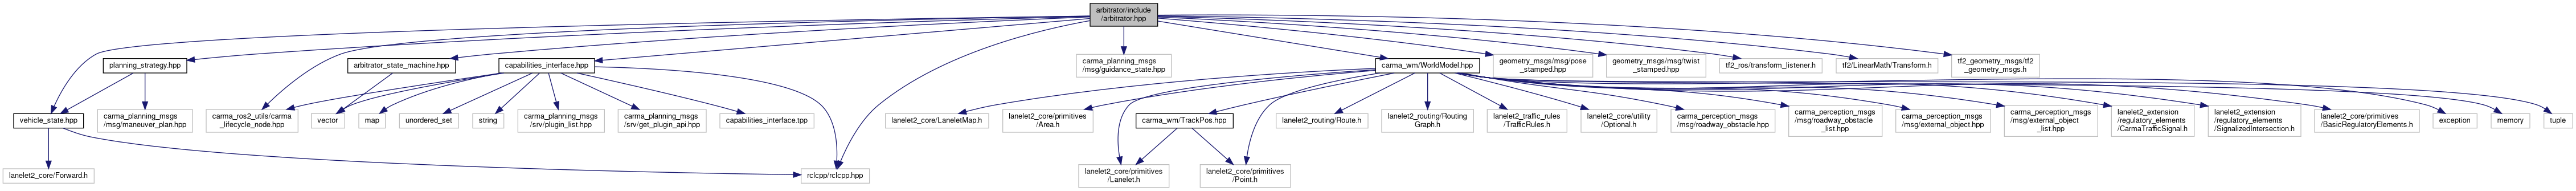 arbitrator/include
/arbitrator.hpp
planning_strategy.hpp
arbitrator_state_machine.hpp
capabilities_interface.hpp
carma_planning_msgs
/msg/guidance_state.hpp
carma_wm/WorldModel.hpp
geometry_msgs/msg/pose
_stamped.hpp
geometry_msgs/msg/twist
_stamped.hpp
tf2_ros/transform_listener.h
tf2/LinearMath/Transform.h
tf2_geometry_msgs/tf2
_geometry_msgs.h
vehicle_state.hpp
carma_planning_msgs
/msg/maneuver_plan.hpp
carma_ros2_utils/carma
_lifecycle_node.hpp
vector
map
unordered_set
string
carma_planning_msgs
/srv/plugin_list.hpp
carma_planning_msgs
/srv/get_plugin_api.hpp
capabilities_interface.tpp
lanelet2_core/LaneletMap.h
lanelet2_core/primitives
/Area.h
carma_wm/TrackPos.hpp
lanelet2_routing/Route.h
lanelet2_routing/Routing
Graph.h
lanelet2_traffic_rules
/TrafficRules.h
lanelet2_core/utility
/Optional.h
carma_perception_msgs
/msg/roadway_obstacle.hpp
carma_perception_msgs
/msg/roadway_obstacle
_list.hpp
carma_perception_msgs
/msg/external_object.hpp
carma_perception_msgs
/msg/external_object
_list.hpp
lanelet2_extension
/regulatory_elements
/CarmaTrafficSignal.h
lanelet2_extension
/regulatory_elements
/SignalizedIntersection.h
lanelet2_core/primitives
/BasicRegulatoryElements.h
exception
memory
tuple
lanelet2_core/Forward.h
rclcpp/rclcpp.hpp
lanelet2_core/primitives
/Lanelet.h
lanelet2_core/primitives
/Point.h